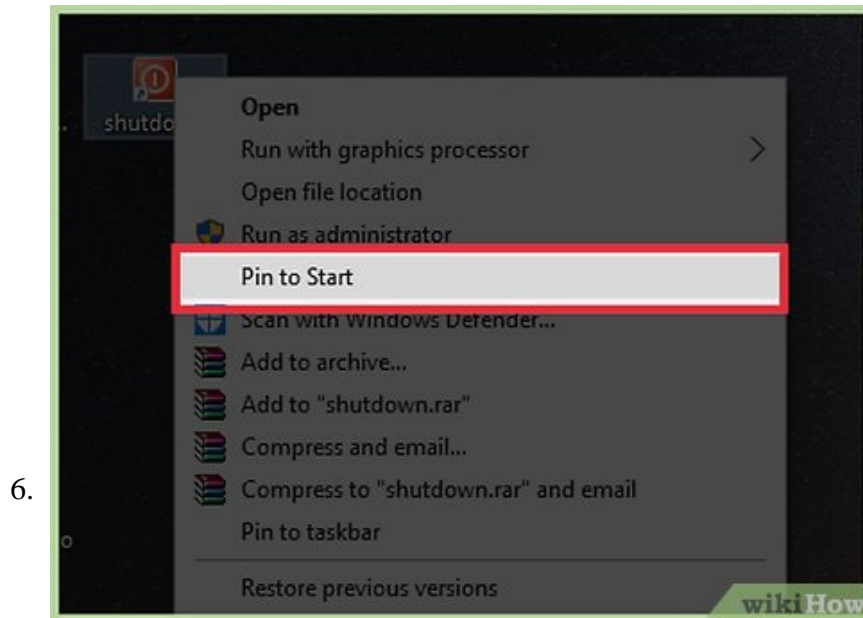 shutdo
Open
Run with graphics processor
Open file location
Run as administrator
Pin to Start
Scan with Windows Defender...
Add to archive...
Add to "shutdown.rar"
Compress and email...
6.
Compress to "shutdown.rar" and email
Pin to taskbar
o
Restore previous versions
wikiHow